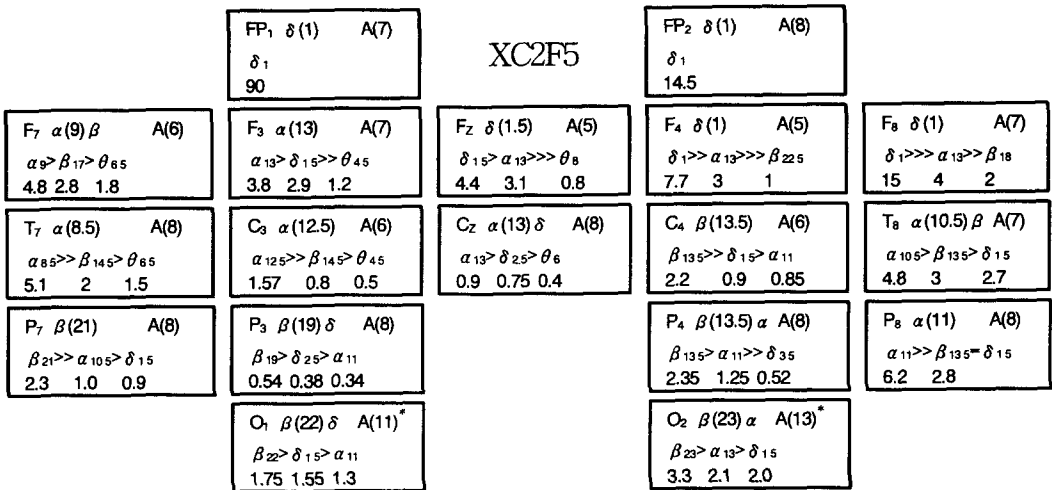 FP₁ δ(1) A(7)
δ₁
90
XC2F5
FP₂ δ(1) A(8)
δ₁
14.5
F₇ α(9) β A(6)
α₉> β₁₇> θ₆₅
4.8 2.8 1.8
F₃ α(13) A(7)
α₁₃> δ₁₅>> θ₄₅
3.8 2.9 1.2
F_Z δ(1.5) A(5)
δ₁₅> α₁₃>>> θ₈
4.4 3.1 0.8
F₄ δ(1) A(5)
δ₁>> α₁₃>>> β₂₂₅
7.7 3 1
F₈ δ(1) A(7)
δ₁>>> α₁₃>> β₁₈
15 4 2
T₇ α(8.5) A(8)
α₈₅>> β₁₄₅> θ₆₅
5.1 2 1.5
C₃ α(12.5) A(6)
α₁₂₅>> β₁₄₅> θ₄₅
1.57 0.8 0.5
C_Z α(13) δ A(8)
α₁₃> δ₂₅> θ₆
0.9 0.75 0.4
C₄ β(13.5) A(6)
β₁₃₅>> δ₁₅> α₁₁
2.2 0.9 0.85
T₈ α(10.5) β A(7)
α₁₀₅> β₁₃₅> δ₁₅
4.8 3 2.7
P₇ β(21) A(8)
β₂₁>> α₁₀₅> δ₁₅
2.3 1.0 0.9
P₃ β(19) δ A(8)
β₁₉> δ₂₅> α₁₁
0.54 0.38 0.34
P₄ β(13.5) α A(8)
β₁₃₅> α₁₁>> δ₃₅
2.35 1.25 0.52
P₈ α(11) A(8)
α₁₁>> β₁₃₅= δ₁₅
6.2 2.8
O₁ β(22) δ A(11)*
β₂₂> δ₁₅> α₁₁
1.75 1.55 1.3
O₂ β(23) α A(13)*
β₂₃> α₁₃> δ₁₅
3.3 2.1 2.0